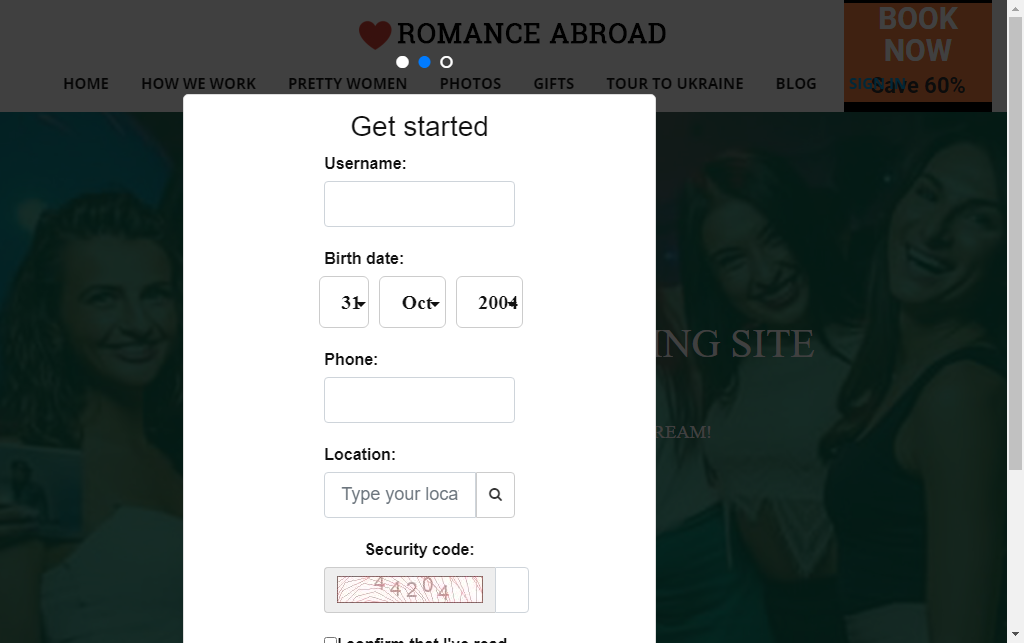 ROMANCE ABROAD
BOOK
NOW
Save 60%
HOME HOW WE WORK PRETTY WOMEN PHOTOS GIFTS TOUR TO UKRAINE BLOG SIGN IN
Get started
Username:
Birth date:
31 Oct 2004
ING SITE
Phone:
REAM!
Location:
Type your loca
Security code:
44204
I confirm that I've read